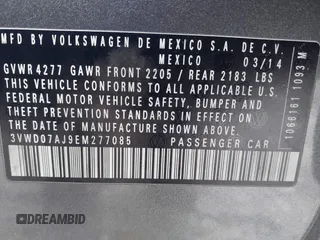 BY VOLKSWAGEN DE MEXICO S.A. DE C.V.
MEXICO 03/14
GVWR 4277 GAWR FRONT 2205 / REAR 2183 LBS
THIS VEHICLE CONFORMS TO ALL APPLICABLE U.S.
FEDERAL MOTOR VEHICLE SAFETY, BUMPER AND
THEFT PREVENTION STANDARDS IN EFFECT ON THE
DATE OF MANUFACTURE SHOWN ABOVE
3VWD07AJ9EM277085 PASSENGER CAR
1066161 1093 M
© DREAMBID